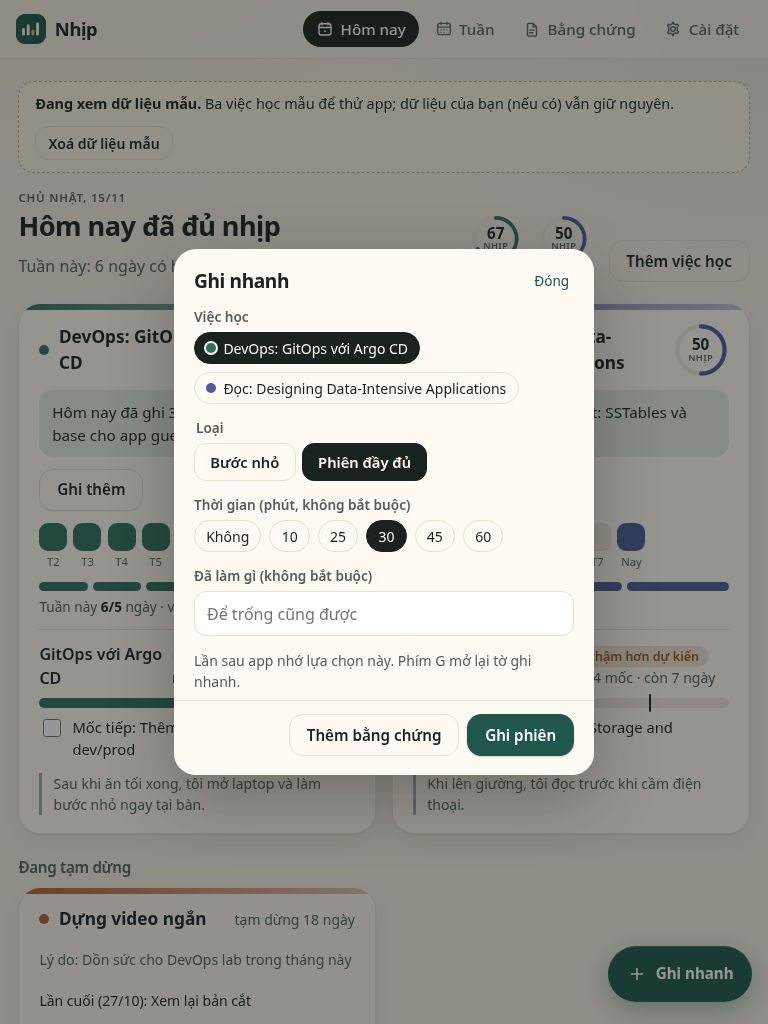 Nhịp
Hôm nay
Tuần
Bằng chứng
Cài đặt
Đang xem dữ liệu mẫu. Ba việc học mẫu để thử app; dữ liệu của bạn (nếu có) vẫn giữ nguyên.
Xoá dữ liệu mẫu
CHỦ NHẬT, 15/11
Hôm nay đã đủ nhịp
Tuần này: 6 ngày có
67
NHỊP
50
NHỊP
Thêm việc học
Ghi nhanh
Đóng
Việc học
DevOps: GitOps với Argo CD
Đọc: Designing Data-Intensive Applications
Loại
Bước nhỏ
Phiên đầy đủ
Thời gian (phút, không bắt buộc)
Không
10
25
30
45
60
Đã làm gì (không bắt buộc)
Để trống cũng được
Lần sau app nhớ lựa chọn này. Phím G mở lại tờ ghi
nhanh.
Thêm bằng chứng
Ghi phiên
DevOps: GitO
CD
Hôm nay đã ghi 3
base cho app gue
Ghi thêm
T2
T3
T4
T5
Tuần này 6/5 ngày · v
GitOps với Argo
CD
Mốc tiếp: Thêm
dev/prod
Sau khi ăn tối xong, tôi mở laptop và làm
bước nhỏ ngay tại bàn.
ta-
ons
50
NHỊP
t: SSTables và
T7
Nay
hậm hơn dự kiến
4 mốc · còn 7 ngày
Storage and
Khi lên giường, tôi đọc trước khi cầm điện
thoại.
Đang tạm dừng
Dựng video ngắn
tạm dừng 18 ngày
Lý do: Dồn sức cho DevOps lab trong tháng này
Lần cuối (27/10): Xem lại bản cắt
Ghi nhanh